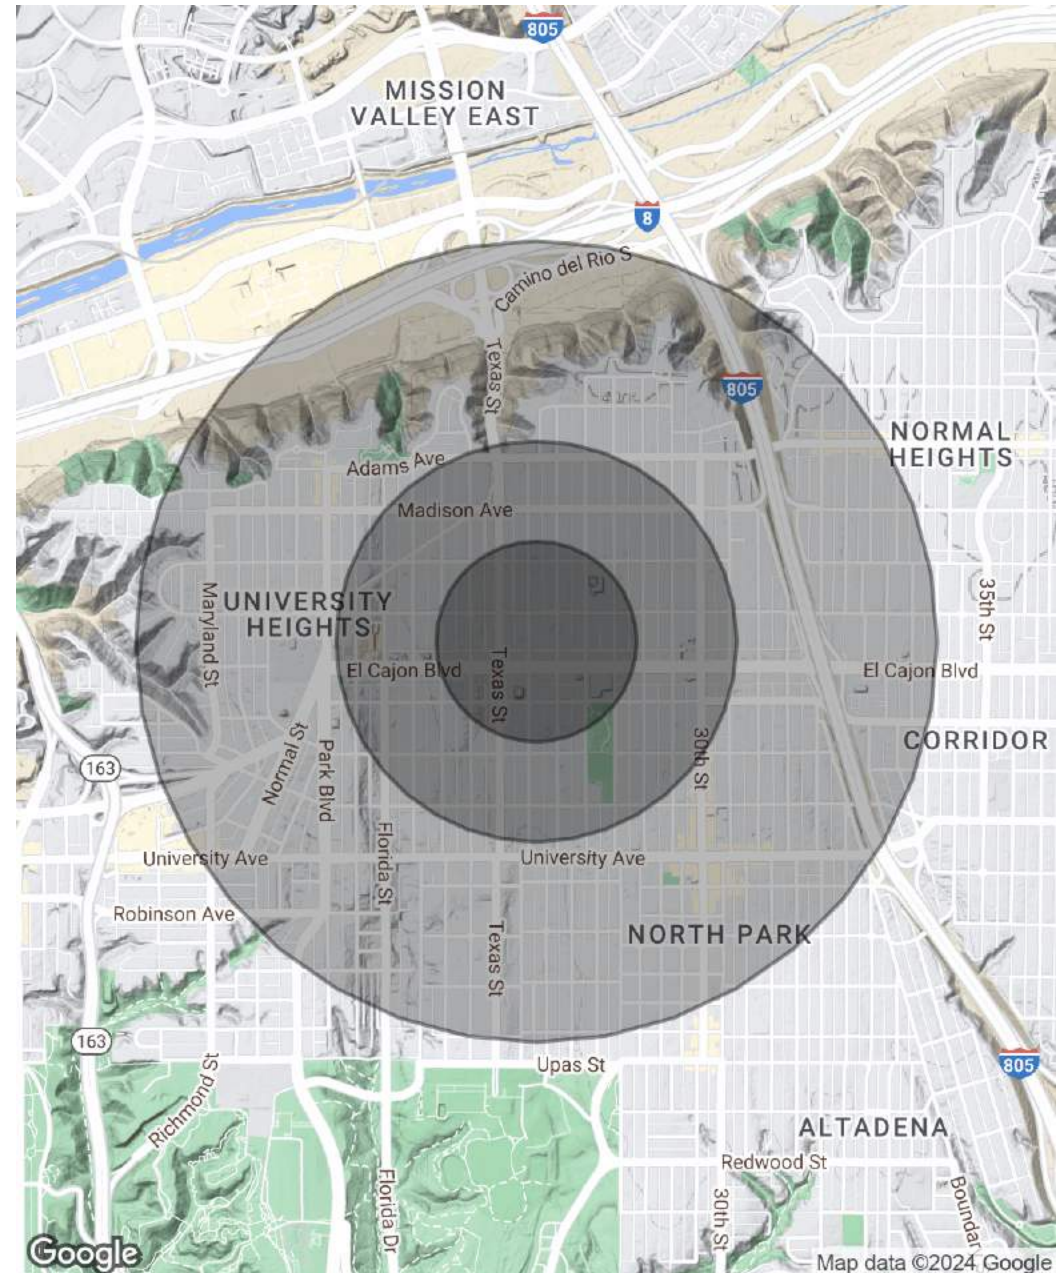 805
MISSION
VALLEY EAST
8
Camino del Rio S
Texas St
805
NORMAL
HEIGHTS
Adams Ave
Madison Ave
UNIVERSITY
HEIGHTS
Maryland St
35th St
El Cajon Blvd
Texas St
El Cajon Blvd
Normal St
Park Blvd
30th St
CORRIDOR
163
Florida St
University Ave
University Ave
Robinson Ave
Texas St
NORTH PARK
163
Upas St
805
Richmond St
ALTADENA
Redwood St
Florida Dr
30th St
Boundar
Google
Map data ©2024 Google